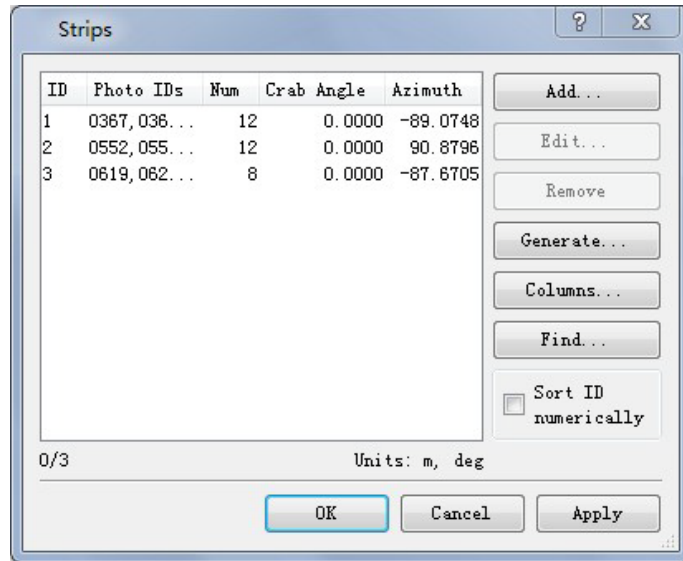 Strips
ID Photo IDs Num Crab Angle Azimuth
1 0367,036... 12 0.0000 -89.0748
2 0552,055... 12 0.0000 90.8796
3 0619,062... 8 0.0000 -87.6705
Add...
Edit...
Remove
Generate...
Columns...
Find...
Sort ID
numerically
0/3 Units: m, deg
OK Cancel Apply